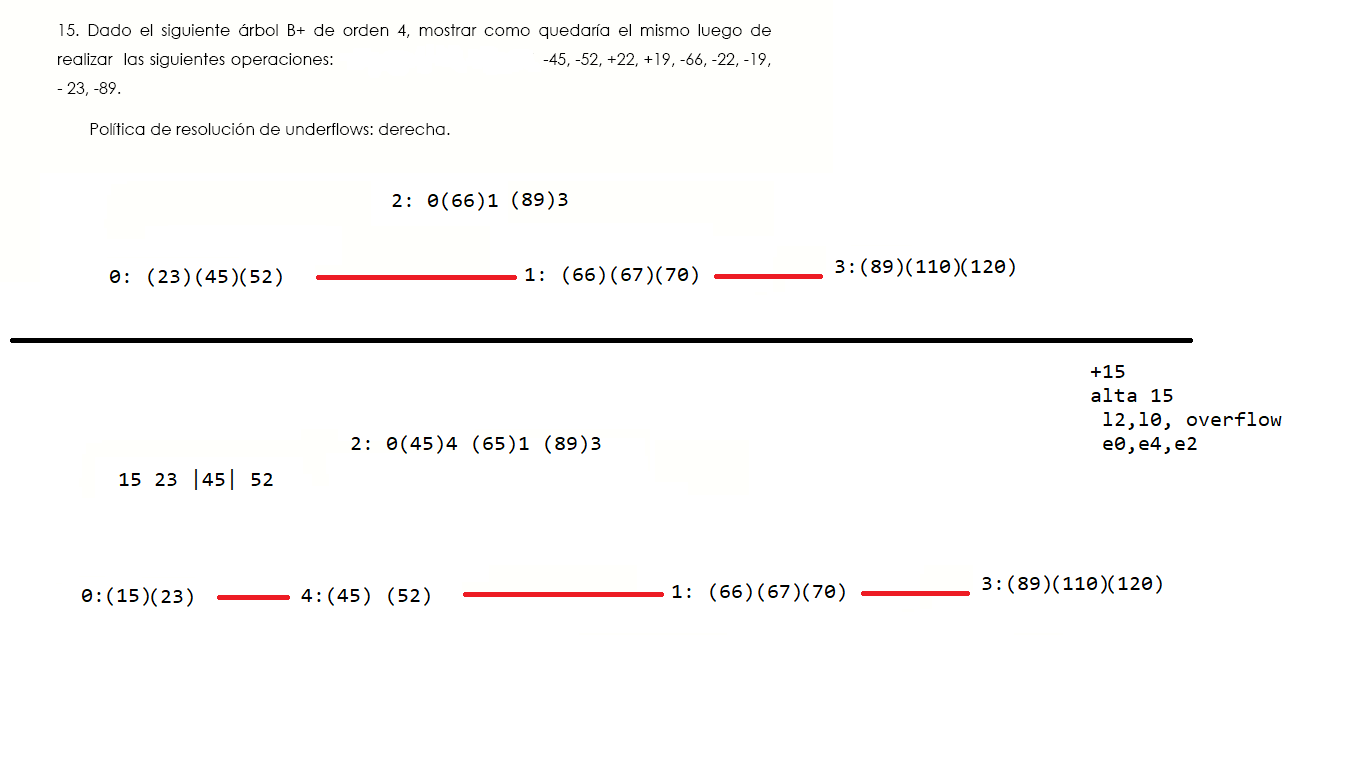 15. Dado el siguiente árbol B+ de orden 4, mostrar como quedaría el mismo luego de
realizar las siguientes operaciones: -45, -52, +22, +19, -66, -22, -19,
- 23, -89.
Política de resolución de underflows: derecha.
2: 0(66)1 (89)3
0: (23)(45)(52) 1: (66)(67)(70) 3:(89)(110)(120)
+15
alta 15
l2,l0, overflow
e0,e4,e2
2: 0(45)4 (65)1 (89)3
15 23 |45| 52
0:(15)(23) 4:(45) (52) 1: (66)(67)(70) 3:(89)(110)(120)